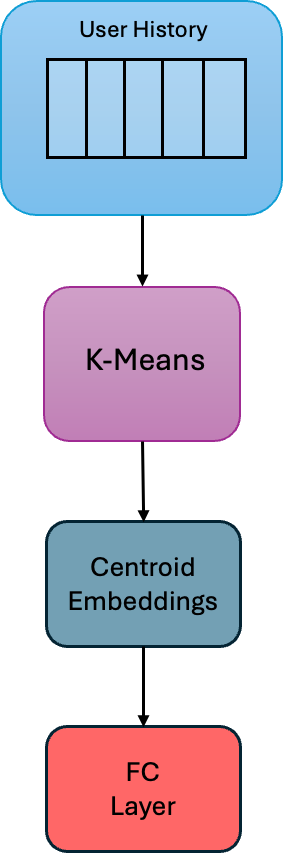 User History
K-Means
Centroid
Embeddings
FC
Layer